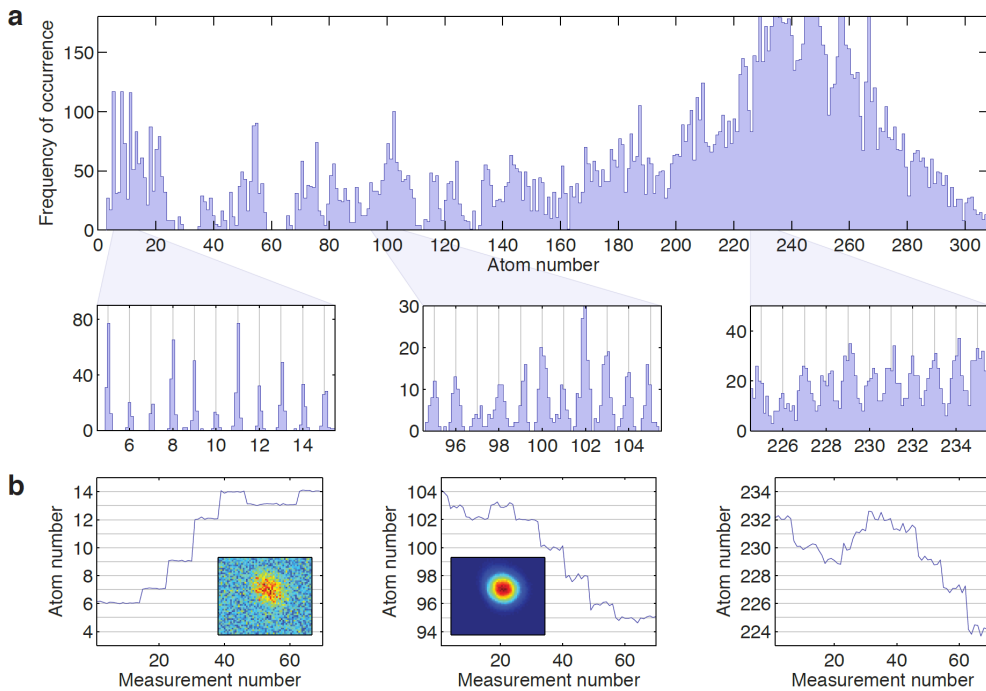 a
Frequency of occurrence
150
100
50
0
0 20 40 60 80 100 120 140 160 180 200 220 240 260 280 300
Atom number
80
40
0
6 8 10 12 14
30
20
10
0
96 98 100 102 104
40
20
0
226 228 230 232 234
b
Atom number
14
12
10
8
6
4
20 40 60
Measurement number
Atom number
104
102
100
98
96
94
20 40 60
Measurement number
Atom number
234
232
230
228
226
224
20 40 60
Measurement number